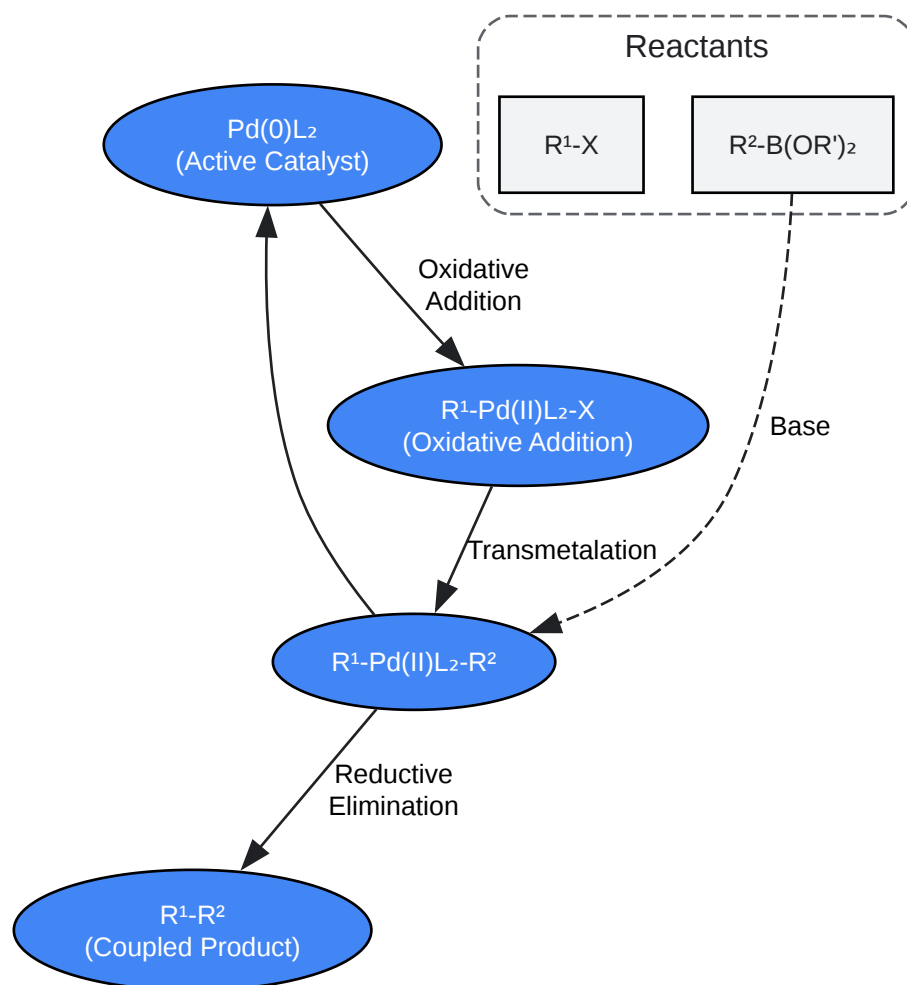 Reactants
R¹-X
R²-B(OR')₂
Pd(0)L₂
(Active Catalyst)
Oxidative
Addition
R¹-Pd(II)L₂-X
(Oxidative Addition)
Base
Transmetalation
R¹-Pd(II)L₂-R²
Reductive
Elimination
R¹-R²
(Coupled Product)